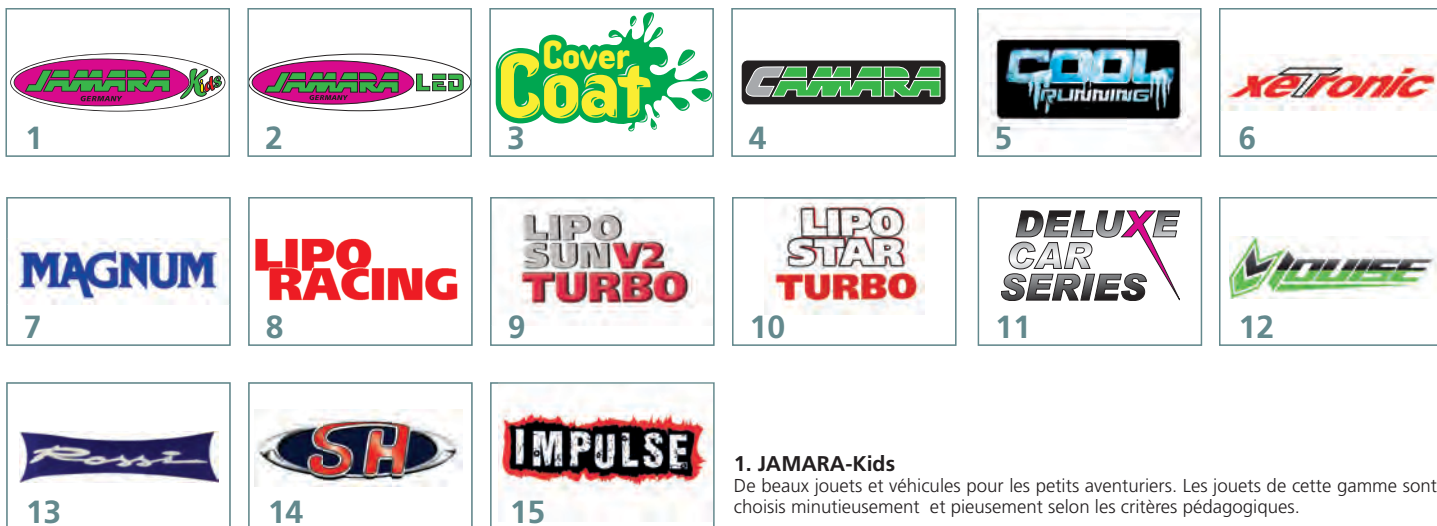 JAMARA Kids
GERMANY
1
JAMARA LED
GERMANY
2
Cover
Coat
3
CAMARA
4
COOL
RUNNING
5
xeTronic
6
MAGNUM
7
LIPO
RACING
8
LIPO
SUN V2
TURBO
9
LIPO
STAR
TURBO
10
DELUXE
CAR
SERIES
11
LOUISE
12
Rossi
13
SH
14
IMPULSE
15
1. JAMARA-Kids
De beaux jouets et véhicules pour les petits aventuriers. Les jouets de cette gamme sont
choisis minutieusement et pieusement selon les critères pédagogiques.